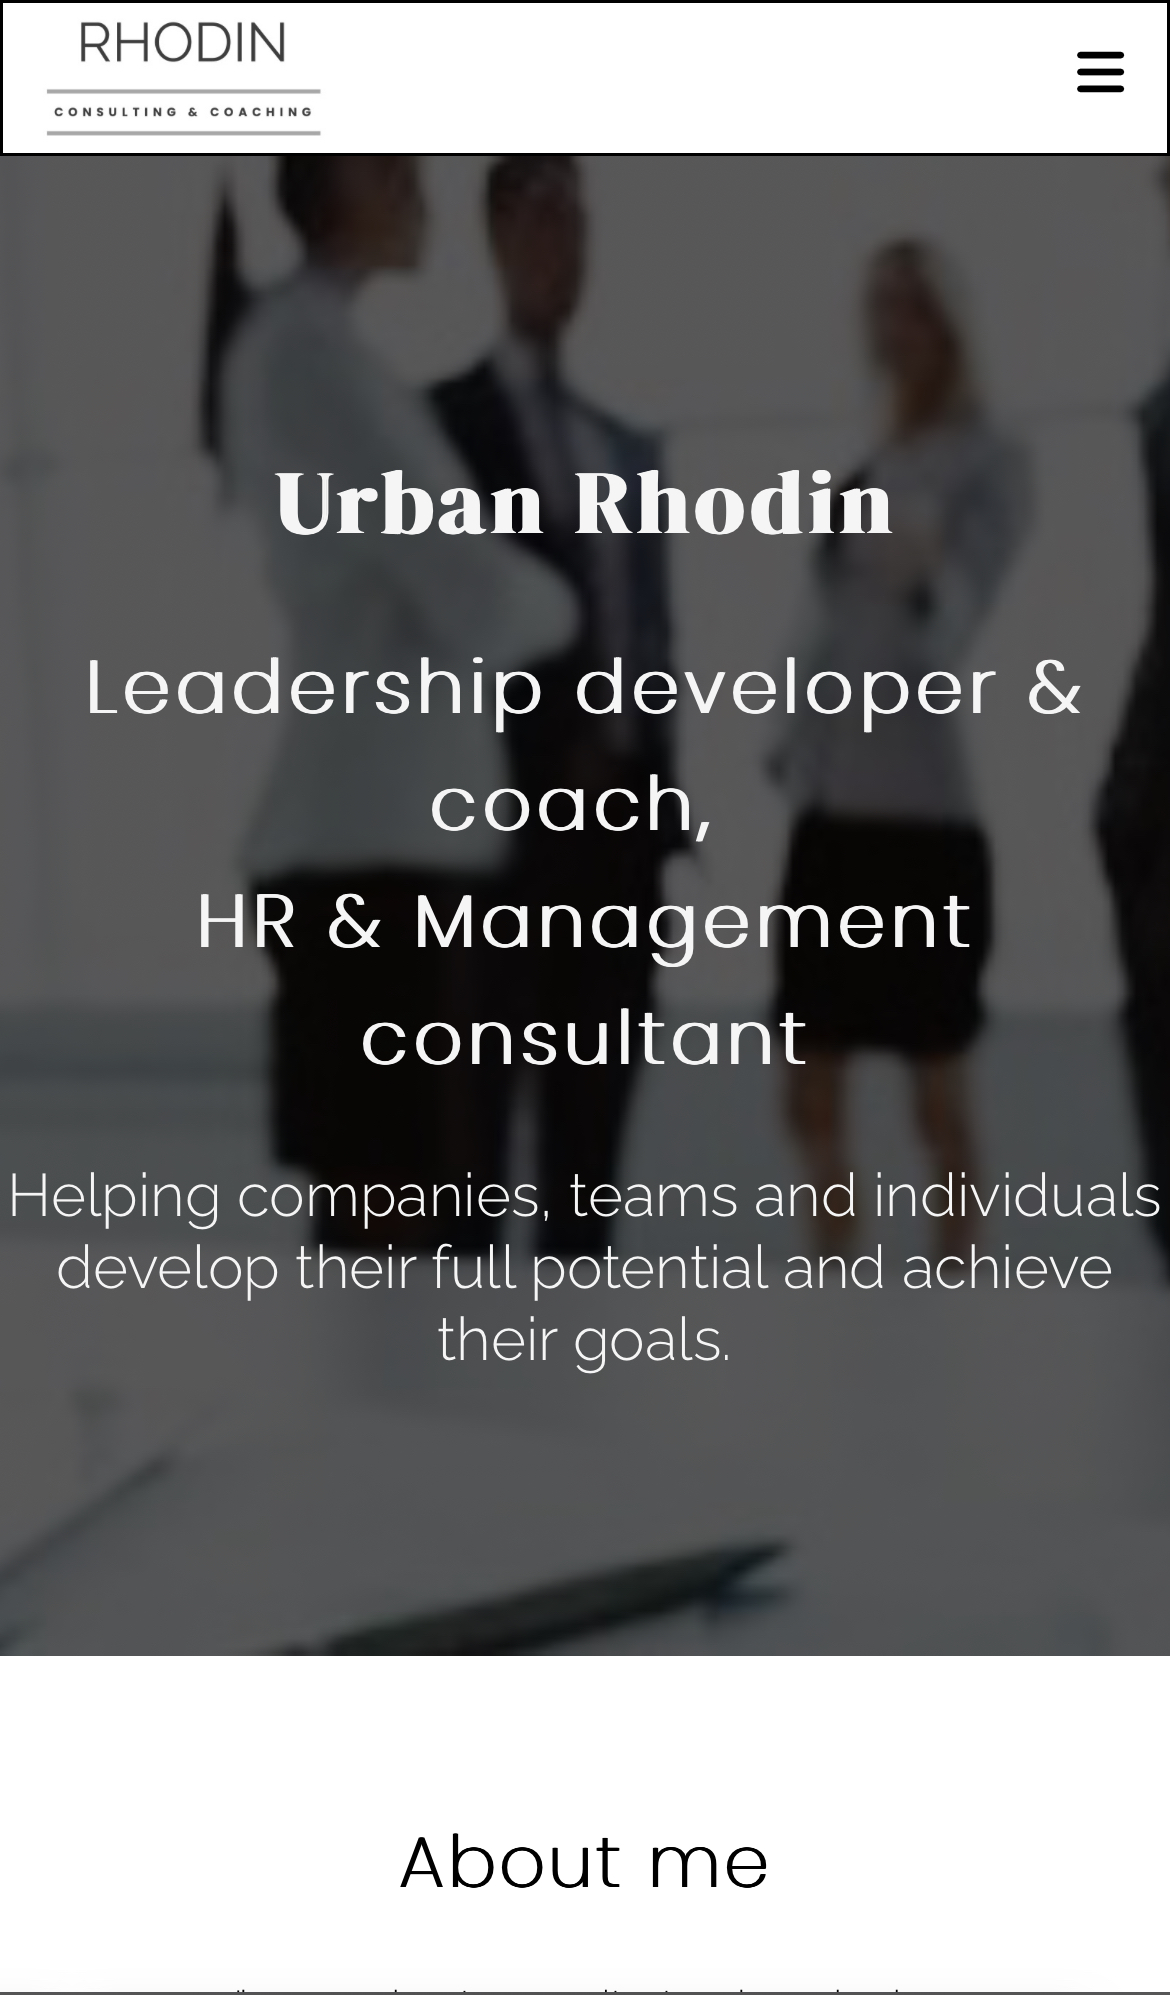 RHODIN
CONSULTING & COACHING
Urban Rhodin
Leadership developer &
coach,
HR & Management
consultant
Helping companies, teams and individuals
develop their full potential and achieve
their goals.
About me